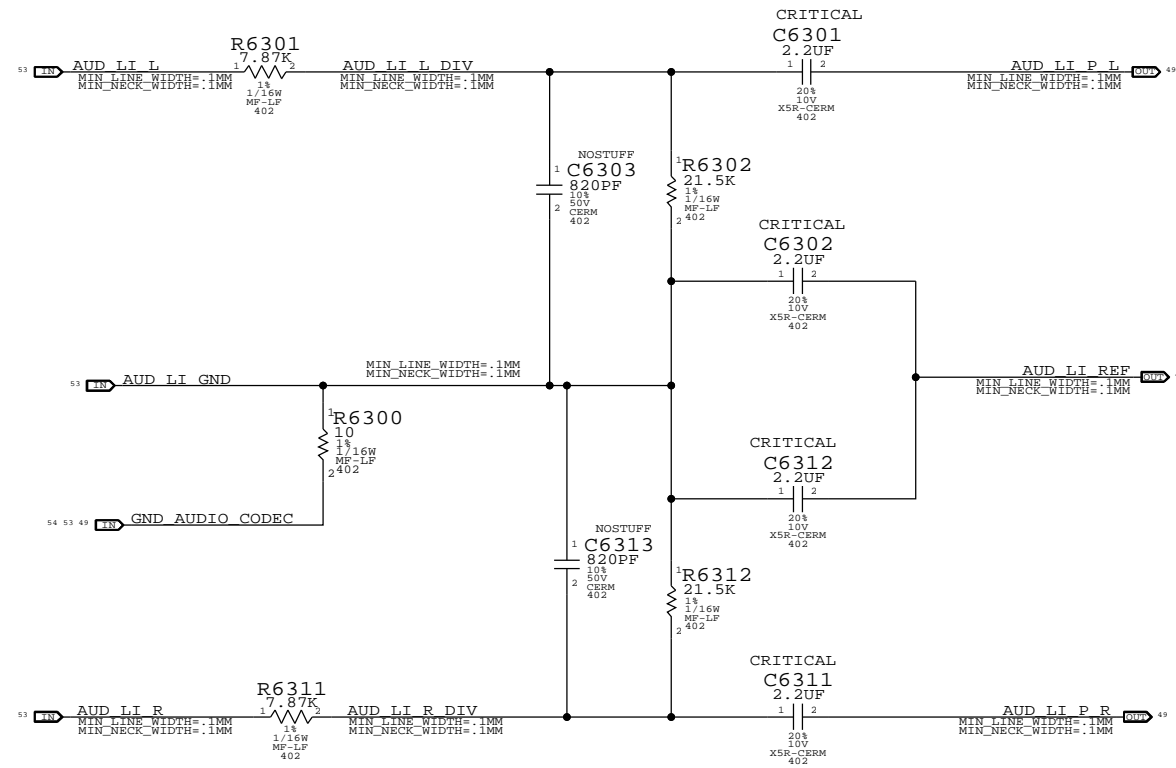 CRITICAL
C6301
2.2UF
1 2
20%
10V
X5R-CERM
402
R6301
7.87K
1 2
1%
1/16W
MF-LF
402
53 IN AUD_LI_L
MIN_LINE_WIDTH=.1MM
MIN_NECK_WIDTH=.1MM
AUD_LI_L_DIV
MIN_LINE_WIDTH=.1MM
MIN_NECK_WIDTH=.1MM
AUD_LI_P_L OUT 49
MIN_LINE_WIDTH=.1MM
MIN_NECK_WIDTH=.1MM
NOSTUFF
1 C6303
820PF
10%
50V
2 CERM
402
1 R6302
21.5K
1%
1/16W
MF-LF
2 402
CRITICAL
C6302
2.2UF
1 2
20%
10V
X5R-CERM
402
MIN_LINE_WIDTH=.1MM
MIN_NECK_WIDTH=.1MM
53 IN AUD_LI_GND
AUD_LI_REF OUT
MIN_LINE_WIDTH=.1MM
MIN_NECK_WIDTH=.1MM
1 R6300
10
1%
1/16W
MF-LF
2 402
CRITICAL
C6312
2.2UF
1 2
20%
10V
X5R-CERM
402
54 53 49 IN GND_AUDIO_CODEC
NOSTUFF
1 C6313
820PF
10%
50V
2 CERM
402
1 R6312
21.5K
1%
1/16W
MF-LF
2 402
CRITICAL
C6311
2.2UF
1 2
20%
10V
X5R-CERM
402
R6311
7.87K
1 2
1%
1/16W
MF-LF
402
53 IN AUD_LI_R
MIN_LINE_WIDTH=.1MM
MIN_NECK_WIDTH=.1MM
AUD_LI_R_DIV
MIN_LINE_WIDTH=.1MM
MIN_NECK_WIDTH=.1MM
AUD_LI_P_R OUT 49
MIN_LINE_WIDTH=.1MM
MIN_NECK_WIDTH=.1MM